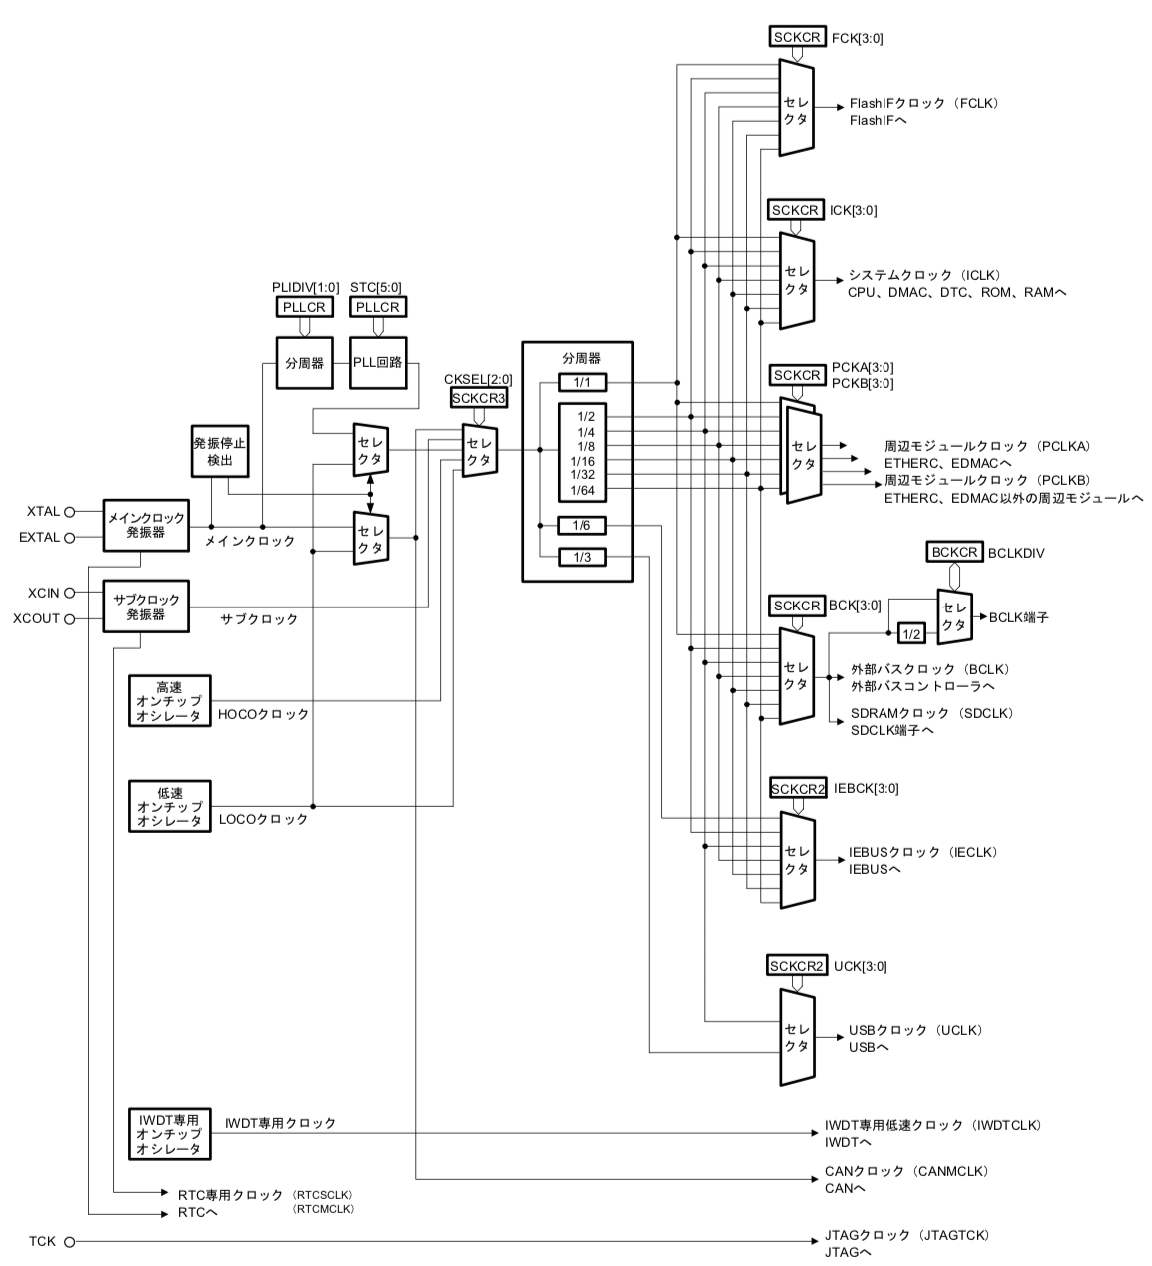 SCKCR FCK[3:0]
セレ
クタ
FlashIFクロック（FCLK）
FlashIFへ
SCKCR ICK[3:0]
セレ
クタ
システムクロック（ICLK）
CPU、DMAC、DTC、ROM、RAMへ
PLIDIV[1:0] STC[5:0]
PLLCR PLLCR
分周器 PLL回路
CKSEL[2:0]
SCKCR3
セレ
クタ
セレ
クタ
分周器
1/1
1/2
1/4
1/8
1/16
1/32
1/64
1/6
1/3
SCKCR PCKA[3:0]
PCKB[3:0]
セレ
クタ
周辺モジュールクロック（PCLKA）
ETHERC、EDMACへ
周辺モジュールクロック（PCLKB）
ETHERC、EDMAC以外の周辺モジュールへ
発振停止
検出
XTAL
EXTAL
メインクロック
発振器
メインクロック
セレ
クタ
XCIN
XCOUT
サブクロック
発振器
サブクロック
BCKCR BCLKDIV
セレ
クタ
1/2
BCLK端子
SCKCR BCK[3:0]
セレ
クタ
外部バスクロック（BCLK）
外部バスコントローラへ
SDRAMクロック（SDCLK）
SDCLK端子へ
高速
オンチップ
オシレータ
HOCOクロック
低速
オンチップ
オシレータ
LOCOクロック
SCKCR2 IEBCK[3:0]
セレ
クタ
IEBUSクロック（IECLK）
IEBUSへ
SCKCR2 UCK[3:0]
セレ
クタ
USBクロック（UCLK）
USBへ
IWDT専用
オンチップ
オシレータ
IWDT専用クロック
IWDT専用低速クロック（IWDTCLK）
IWDTへ
CANクロック（CANMCLK）
CANへ
RTC専用クロック（RTCSCLK）
RTCへ （RTCMCLK）
TCK
JTAGクロック（JTAGTCK）
JTAGへ